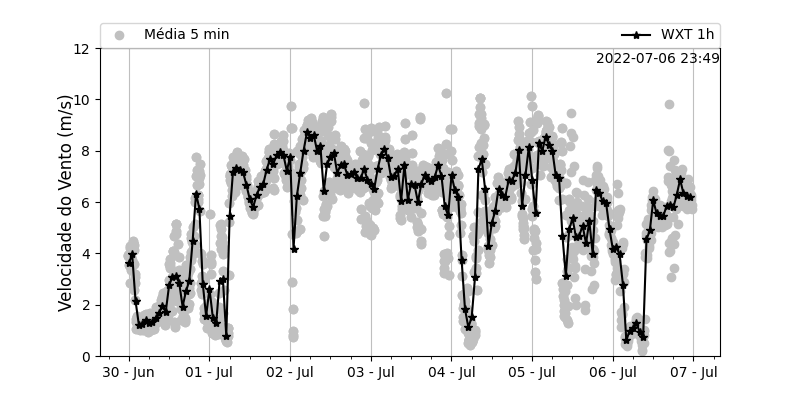 Média 5 min
WXT 1h
2022-07-06 23:49
Velocidade do Vento (m/s)
12
10
8
6
4
2
0
30 - Jun 01 - Jul 02 - Jul 03 - Jul 04 - Jul 05 - Jul 06 - Jul 07 - Jul